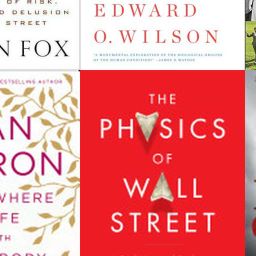 OF RISK,
D DELUSION
STREET
N FOX
EDWARD
O. WILSON
"A MONUMENTAL EXPLORATION OF THE BIOLOGICAL ORIGINS
OF THE HUMAN CONDITION!" —JAMES D. WATSON
BESTSELLING AUTHOR
AN
RON
WHERE
FE
TH
BODY
THE
PHYSICS
OF
WALL
STREET